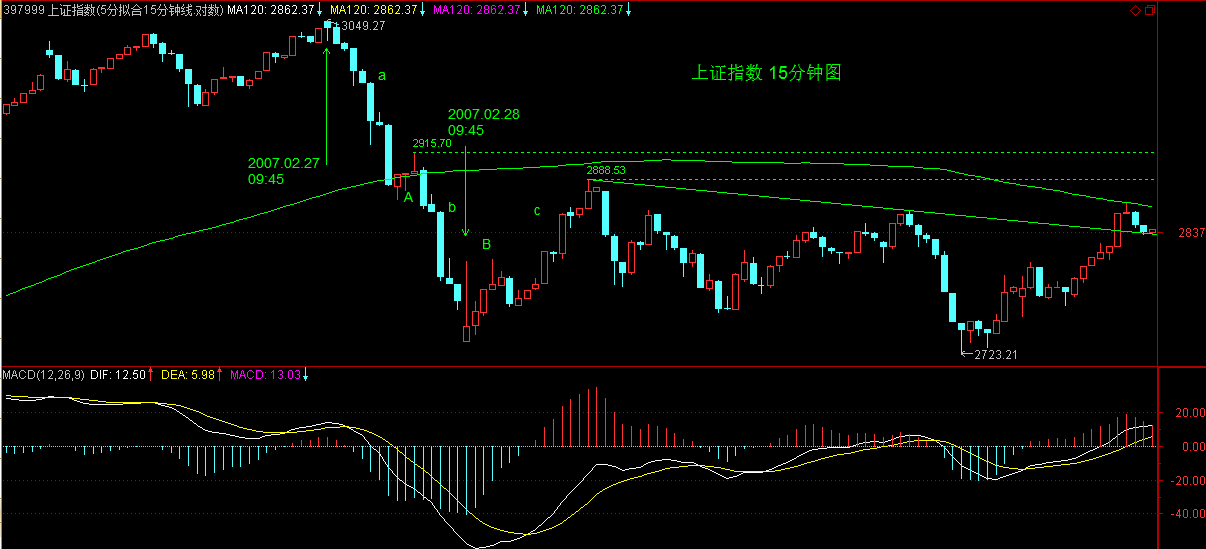 397999 上证指数(5分拟合15分钟线.对数) MA120: 2862.37↓ MA120: 2862.37↓ MA120: 2862.37↓ MA120: 2862.37↓
3049.27
a
上证指数 15分钟图
2007.02.28
09:45
2915.70
2007.02.27
09:45
2888.53
A
b
c
B
2837
2723.21
MACD(12,26,9) DIF: 12.50↑ DEA: 5.98↑ MACD: 13.03↓
20.00
0.00
-20.00
-40.00